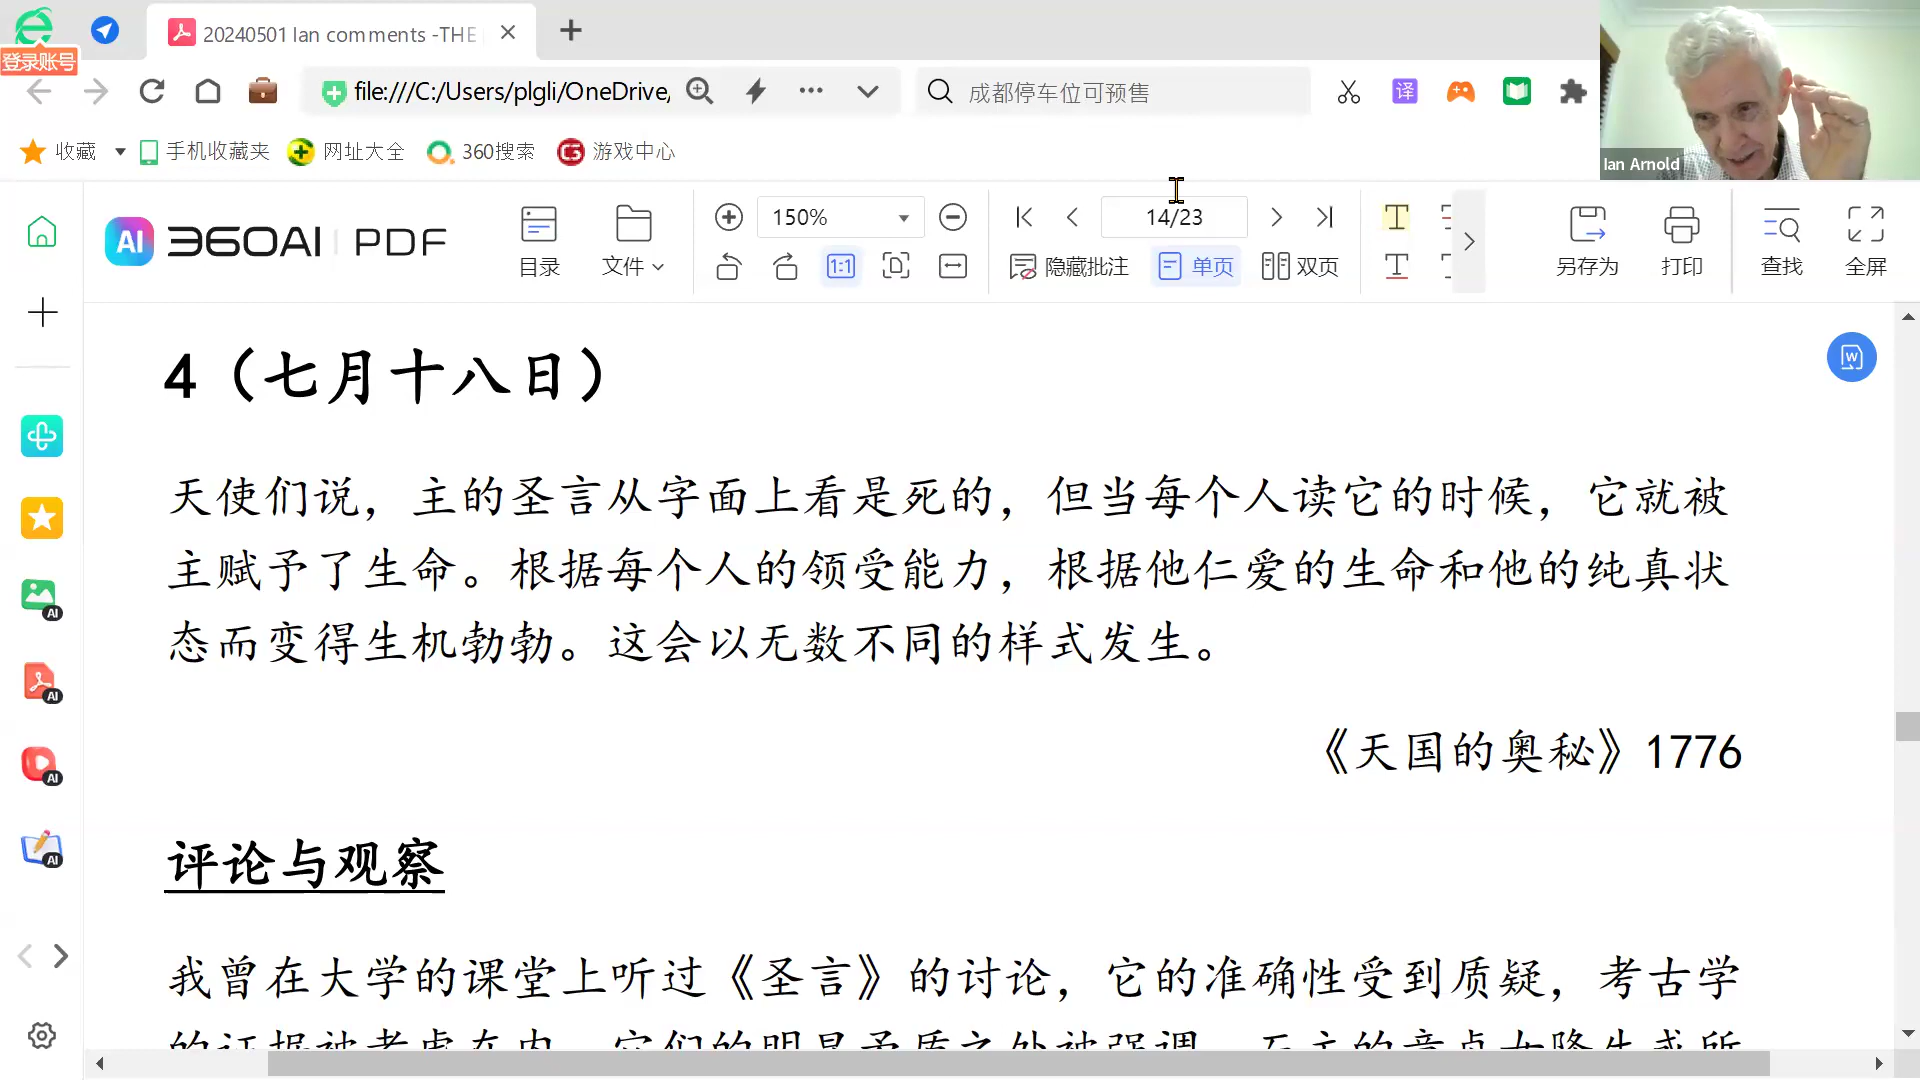 20240501 Ian comments -THE
登录账号
file:///C:/Users/plgli/OneDrive,
成都停车位可预售
译
收藏
手机收藏夹
网址大全
360搜索
游戏中心
Ian Arnold
AI 360AI PDF
目录
文件
150%
1:1
14/23
隐藏批注
单页
双页
另存为
打印
查找
全屏
4（七月十八日）
天使们说，主的圣言从字面上看是死的，但当每个人读它的时候，它就被
主赋予了生命。根据每个人的领受能力，根据他仁爱的生命和他的纯真状
态而变得生机勃勃。这会以无数不同的样式发生。
《天国的奥秘》1776
评论与观察
我曾在大学的课堂上听过《圣言》的讨论，它的准确性受到质疑，考古学
AI
AI
AI
AI